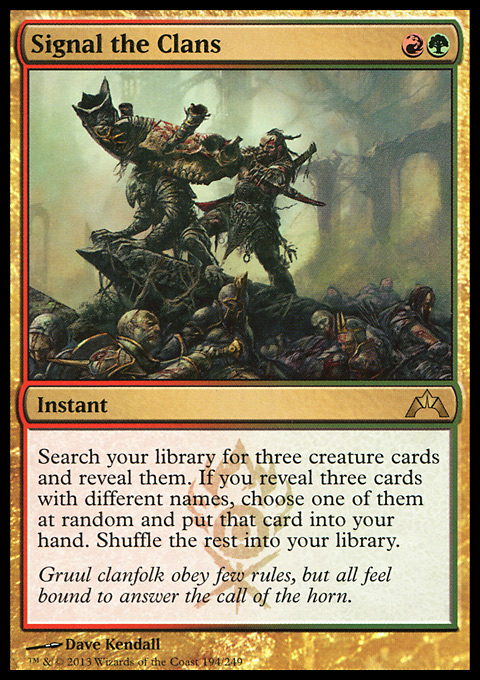 Signal the Clans
Instant
Search your library for three creature cards
and reveal them. If you reveal three cards
with different names, choose one of them
at random and put that card into your
hand. Shuffle the rest into your library.
Gruul clanfolk obey few rules, but all feel
bound to answer the call of the horn.
Dave Kendall
™ & © 2013 Wizards of the Coast 194/249